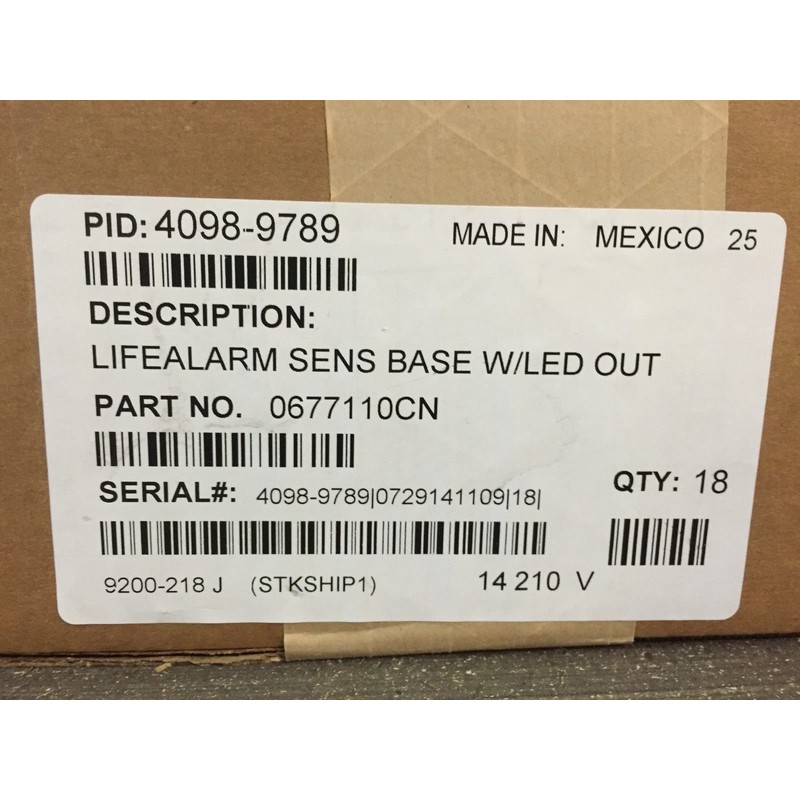 PID: 4098-9789
MADE IN: MEXICO 25
DESCRIPTION:
LIFEALARM SENS BASE W/LED OUT
PART NO. 0677110CN
SERIAL#: 4098-9789|0729141109|18|
QTY: 18
9200-218 J (STKSHIP1) 14 210 V